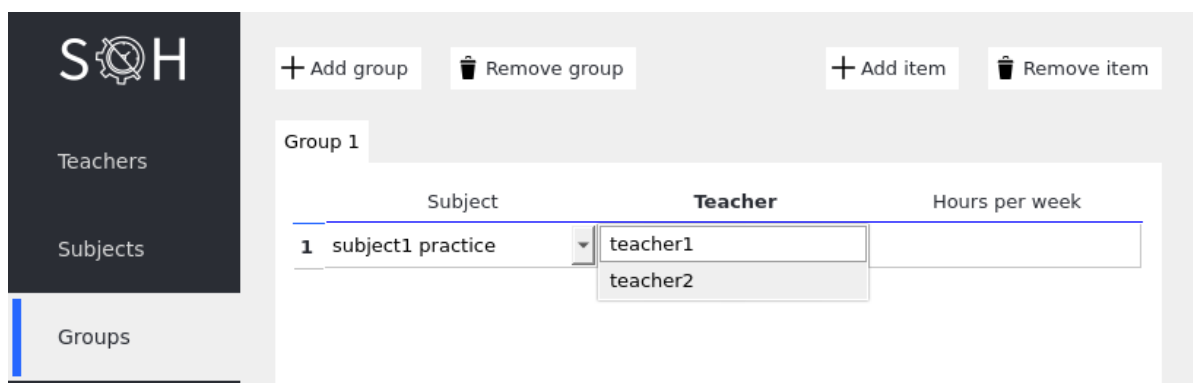 SOH
Add group
Remove group
Add item
Remove item
Teachers
Subjects
Groups
Group 1
Subject Teacher Hours per week
1 subject1 practice teacher1
teacher2